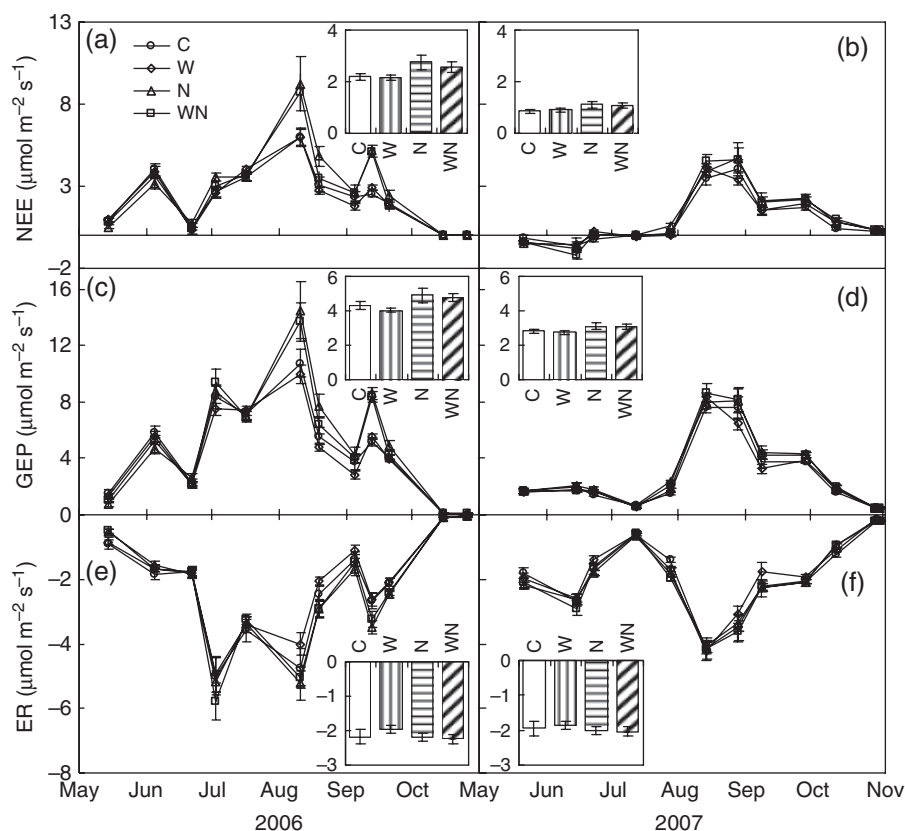 (a)
C
W
N
WN
13
8
3
−2
NEE (μmol m−2 s−1)
4
2
0
C W N WN
(b)
4
2
0
C W N WN
(c)
16
12
8
4
0
GEP (μmol m−2 s−1)
6
4
2
0
C W N WN
(d)
6
4
2
0
C W N WN
(e)
−2
−4
−6
−8
ER (μmol m−2 s−1)
C W N WN
0
−1
−2
−3
(f)
C W N WN
0
−1
−2
−3
May Jun Jul Aug Sep Oct May Jun Jul Aug Sep Oct Nov
2006 2007